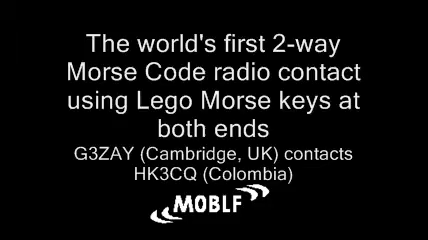 The world's first 2-way
Morse Code radio contact
using Lego Morse keys at
both ends
G3ZAY (Cambridge, UK) contacts
HK3CQ (Colombia)
MOBLF